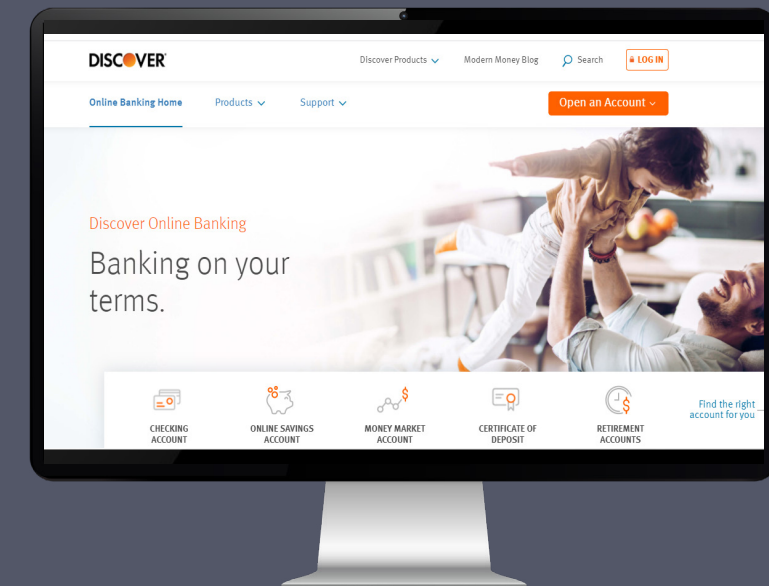 DISCOVER
Discover Products
Modern Money Blog
Search
LOG IN
Online Banking Home
Products
Support
Open an Account
Discover Online Banking
Banking on your
terms.
CHECKING
ACCOUNT
ONLINE SAVINGS
ACCOUNT
MONEY MARKET
ACCOUNT
CERTIFICATE OF
DEPOSIT
RETIREMENT
ACCOUNTS
Find the right
account for you
%
$
$